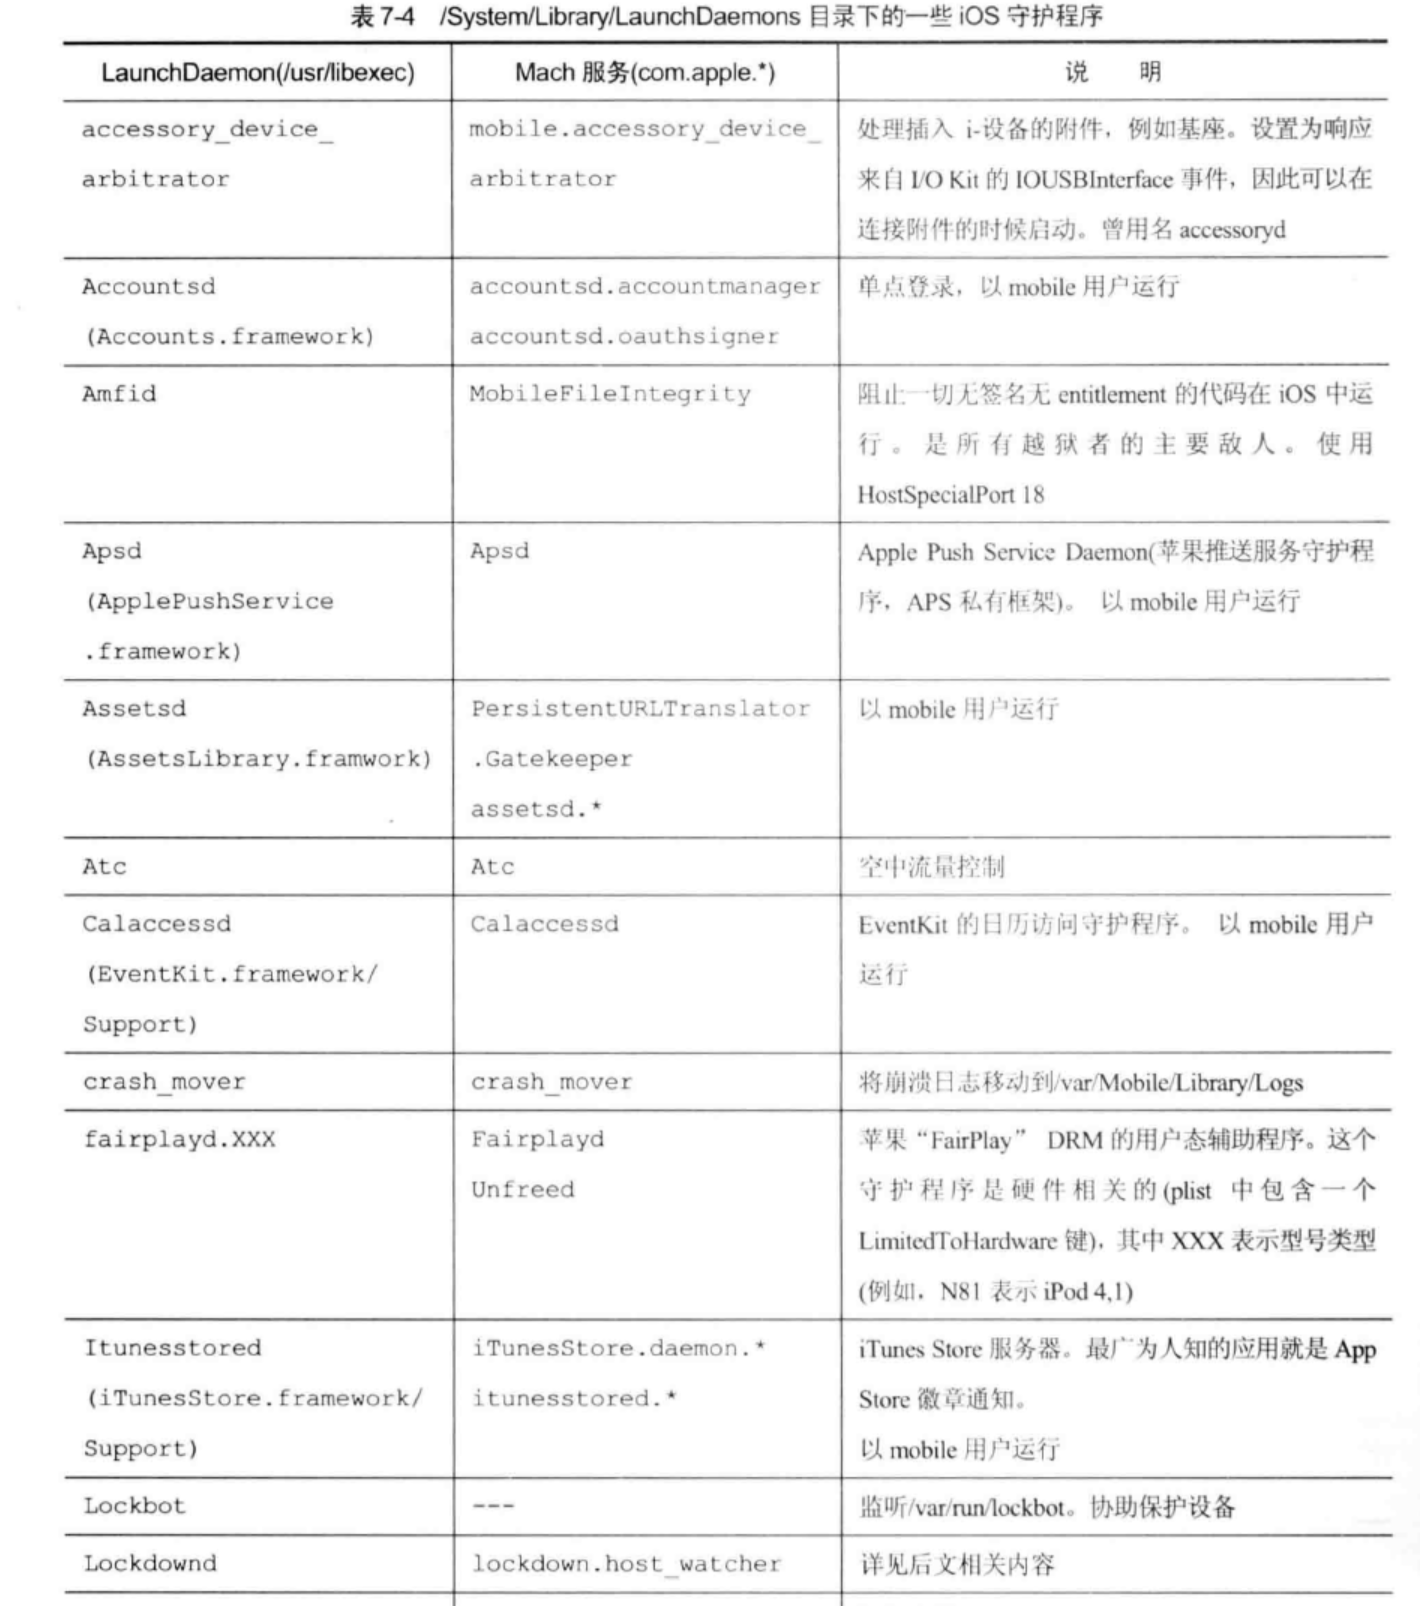 表 7-4 /System/Library/LaunchDaemons 目录下的一些 iOS 守护程序
LaunchDaemon(/usr/libexec)
Mach 服务(com.apple.*)
说 明
accessory_device_
arbitrator
mobile.accessory_device_
arbitrator
处理插入 i-设备的附件，例如基座。设置为响应
来自 I/O Kit 的 IOUSBInterface 事件，因此可以在
连接附件的时候启动。曾用名 accessoryd
Accountsd
(Accounts.framework)
accountsd.accountmanager
accountsd.oauthsigner
单点登录，以 mobile 用户运行
Amfid
MobileFileIntegrity
阻止一切无签名无 entitlement 的代码在 iOS 中运
行。是所有越狱者的主要敌人。使用
HostSpecialPort 18
Apsd
(ApplePushService
.framework)
Apsd
Apple Push Service Daemon(苹果推送服务守护程
序，APS 私有框架)。 以 mobile 用户运行
Assetsd
(AssetsLibrary.framwork)
PersistentURLTranslator
.Gatekeeper
assetsd.*
以 mobile 用户运行
Atc
Atc
空中流量控制
Calaccessd
(EventKit.framework/
Support)
Calaccessd
EventKit 的日历访问守护程序。 以 mobile 用户
运行
crash_mover
crash_mover
将崩溃日志移动到/var/Mobile/Library/Logs
fairplayd.XXX
Fairplayd
Unfreed
苹果“FairPlay” DRM 的用户态辅助程序。这个
守护程序是硬件相关的(plist 中包含一个
LimitedToHardware 键)，其中 XXX 表示型号类型
(例如，N81 表示 iPod 4,1)
Itunesstored
(iTunesStore.framework/
Support)
iTunesStore.daemon.*
itunesstored.*
iTunes Store 服务器。最广为人知的应用就是 App
Store 徽章通知。
以 mobile 用户运行
Lockbot
---
监听/var/run/lockbot。协助保护设备
Lockdownd
lockdown.host_watcher
详见后文相关内容